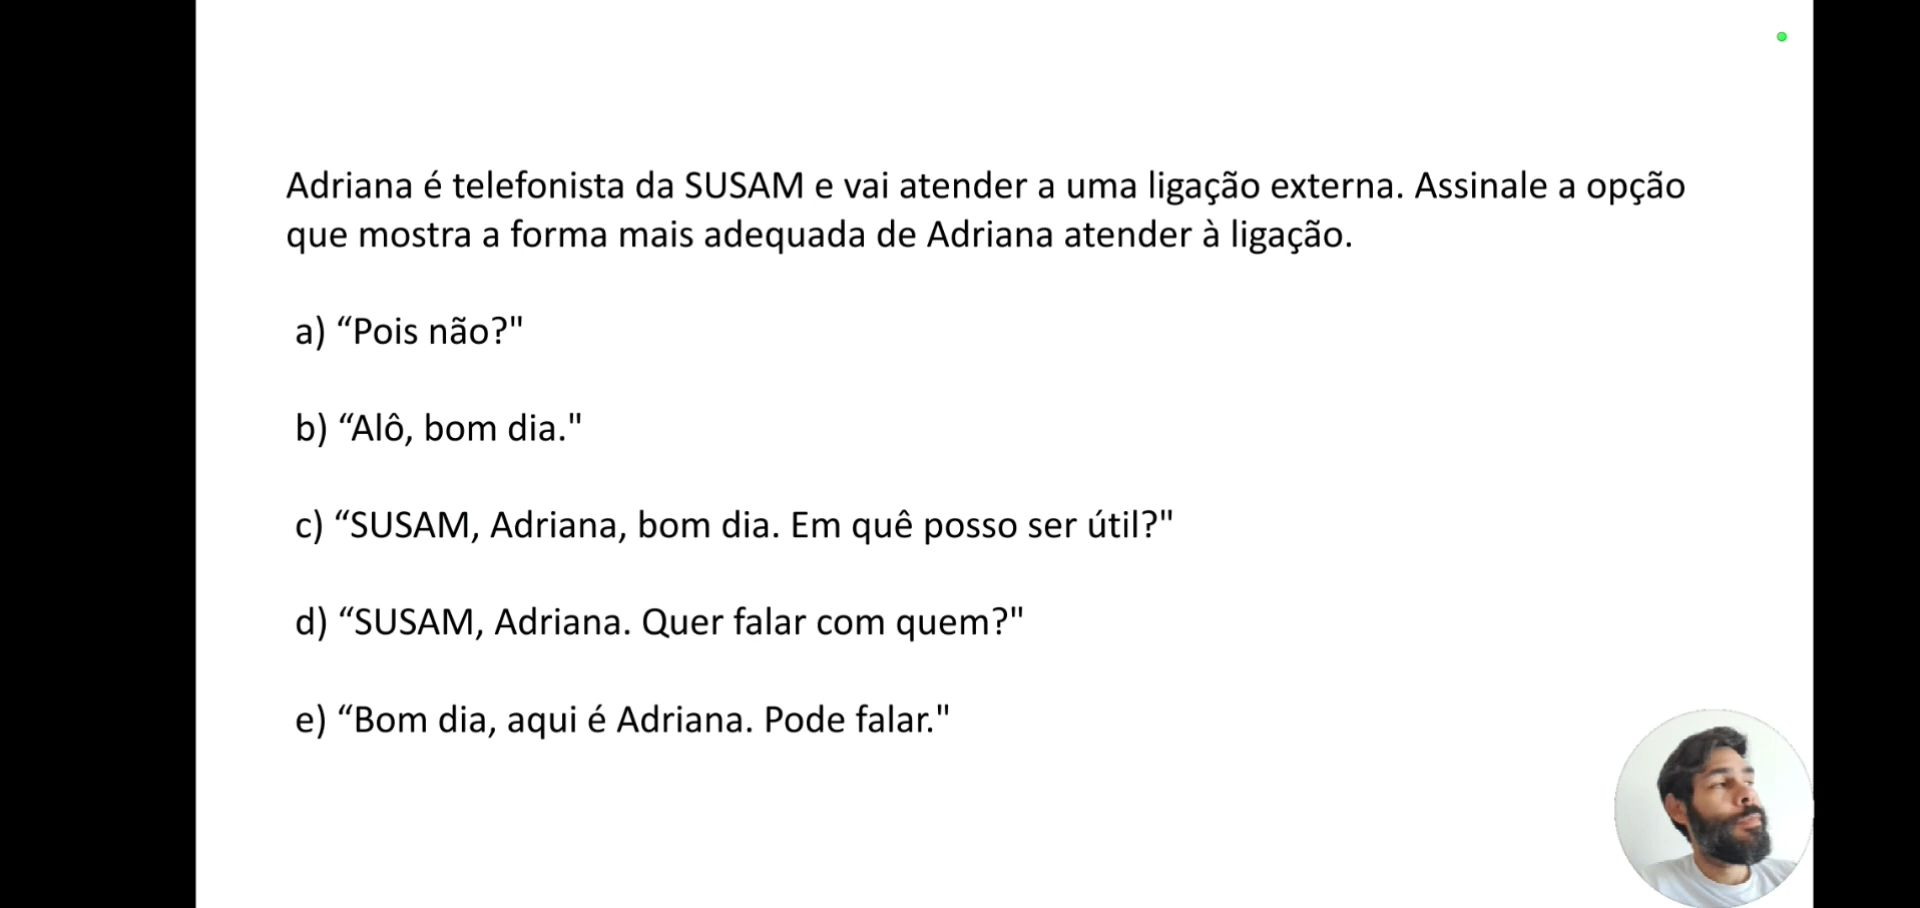 Adriana é telefonista da SUSAM e vai atender a uma ligação externa. Assinale a opção
que mostra a forma mais adequada de Adriana atender à ligação.
a) “Pois não?"
b) “Alô, bom dia."
c) “SUSAM, Adriana, bom dia. Em quê posso ser útil?"
d) “SUSAM, Adriana. Quer falar com quem?"
e) “Bom dia, aqui é Adriana. Pode falar."